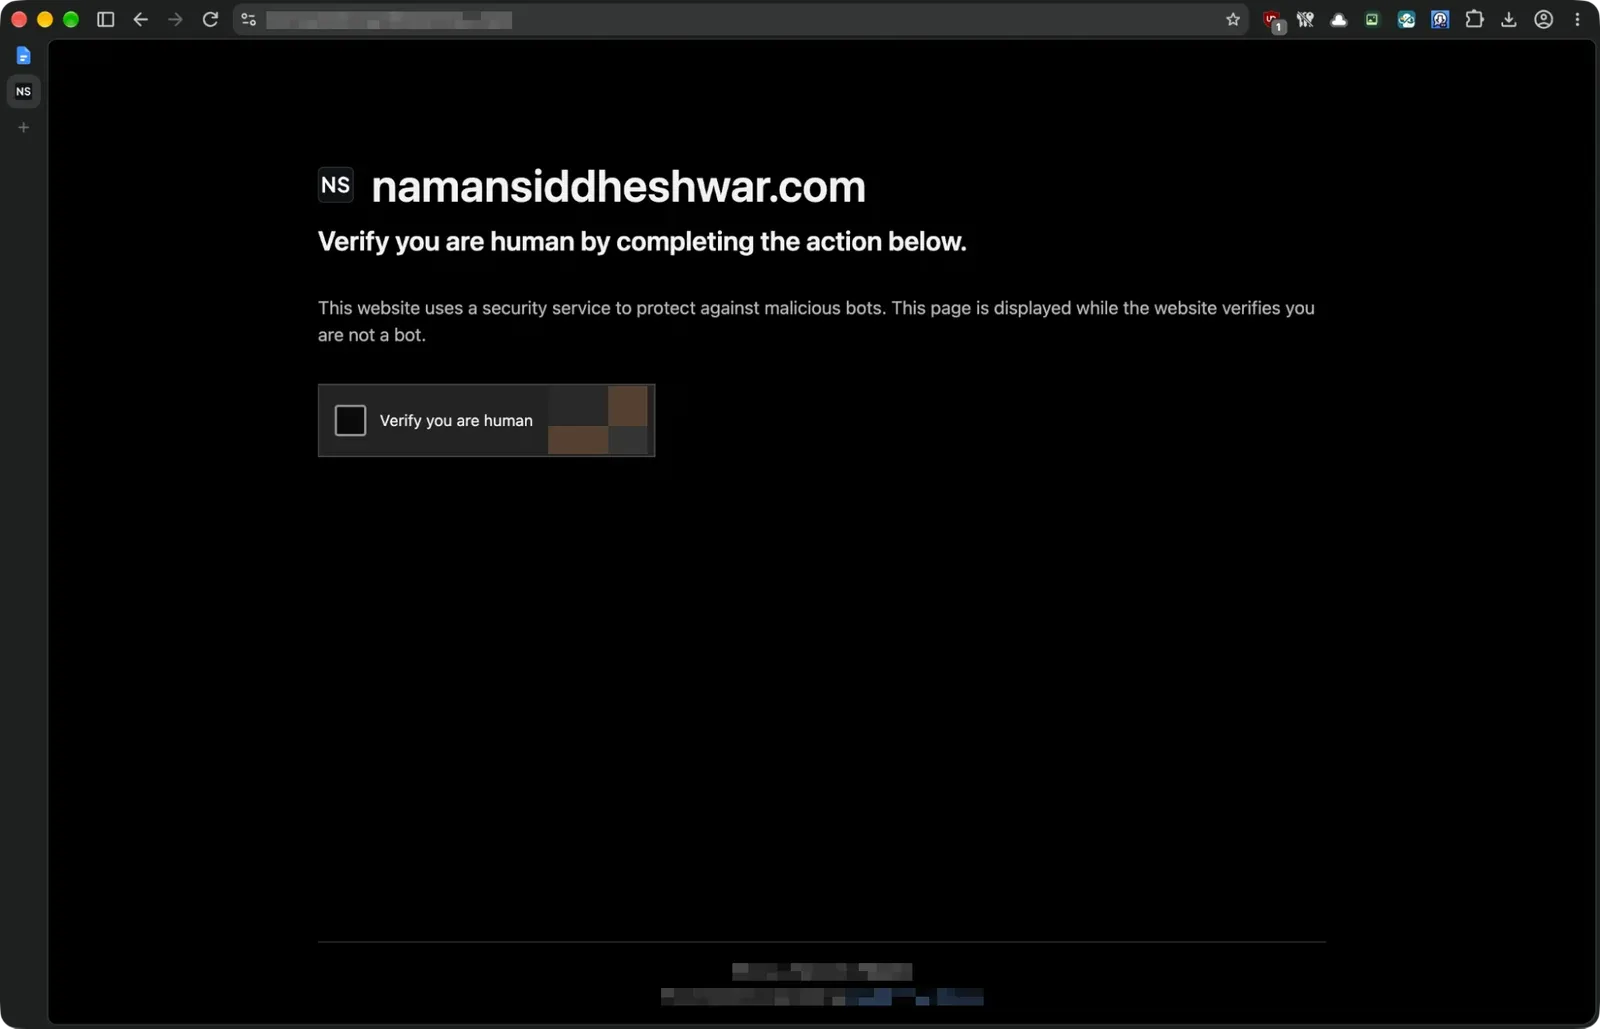 1
NS
NS namansiddheshwar.com
Verify you are human by completing the action below.
This website uses a security service to protect against malicious bots. This page is displayed while the website verifies you
are not a bot.
Verify you are human